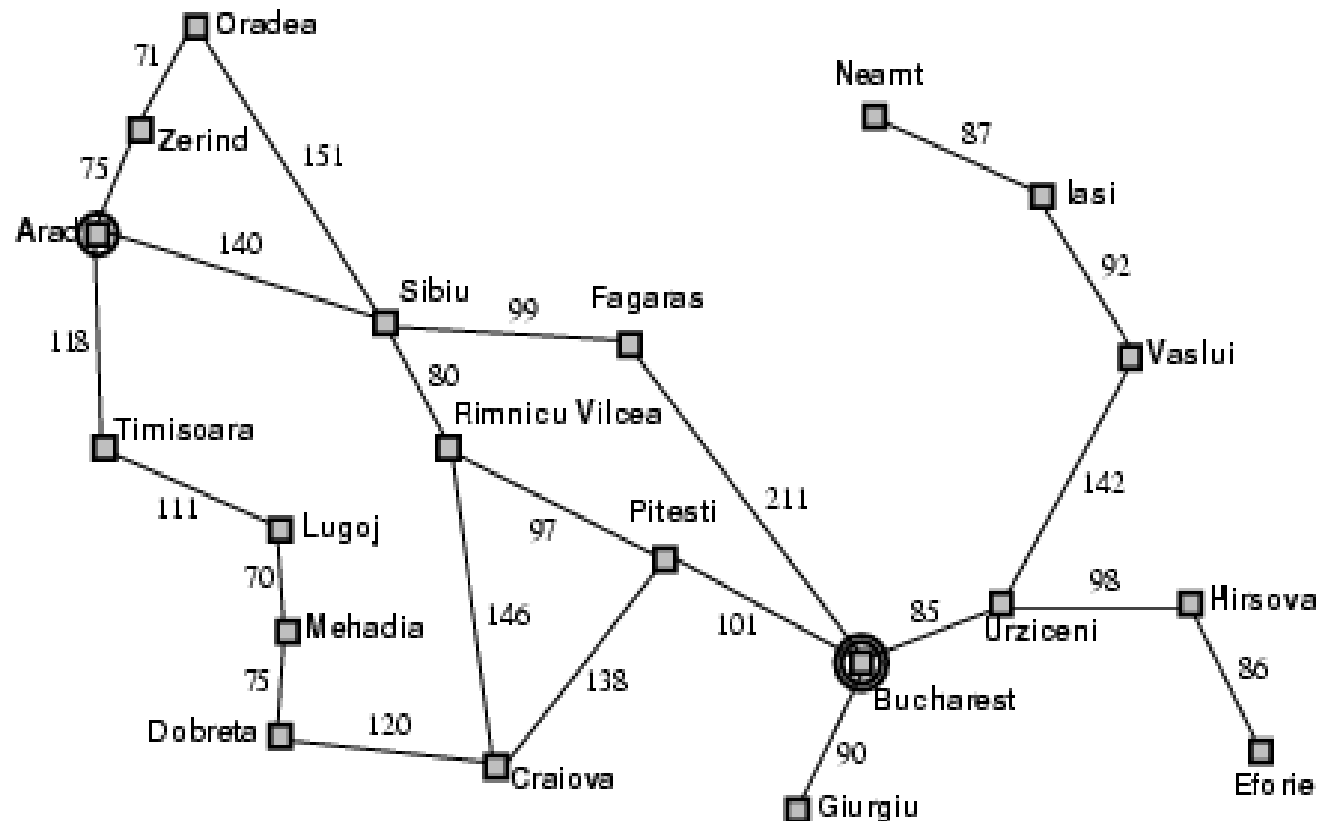 Oradea
71
Neamt
87
Zerind
151
75
Iasi
Arad
140
92
Sibiu
Fagaras
99
118
Vaslui
80
Timisoara
Rimnicu Vilcea
142
211
111
Lugoj
97
Pitesti
70
98
Hirsova
146
101
85
Mehadia
Urziceni
86
75
138
Bucharest
Dobreta
120
90
Craiova
Eforie
Giurgiu